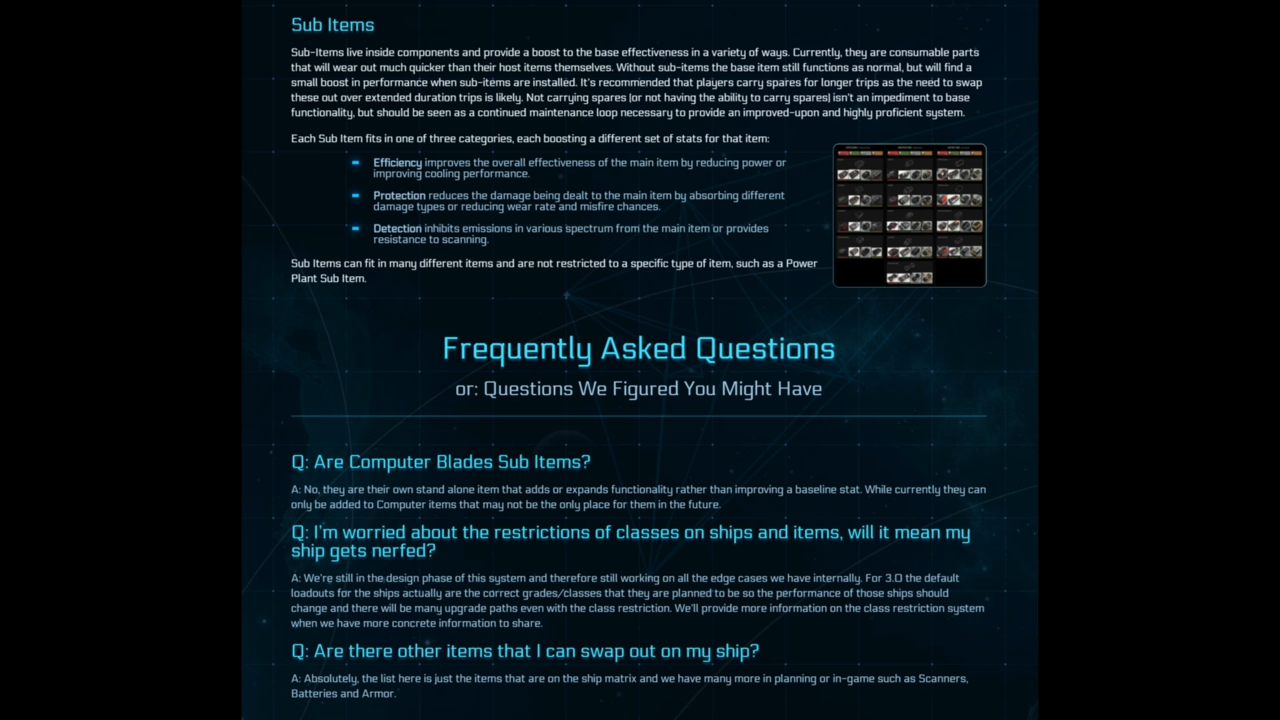 Sub Items
Sub-Items live inside components and provide a boost to the base effectiveness in a variety of ways. Currently, they are consumable parts
that will wear out much quicker than their host items themselves. Without sub-items the base item still functions as normal, but will find a
small boost in performance when sub-items are installed. It's recommended that players carry spares for longer trips as the need to swap
these out over extended duration trips is likely. Not carrying spares (or not having the ability to carry spares) isn't an impediment to base
functionality, but should be seen as a continued maintenance loop necessary to provide an improved-upon and highly proficient system.
Each Sub Item fits in one of three categories, each boosting a different set of stats for that item:
Efficiency improves the overall effectiveness of the main item by reducing power or
improving cooling performance.
Protection reduces the damage being dealt to the main item by absorbing different
damage types or reducing wear rate and misfire chances.
Detection inhibits emissions in various spectrum from the main item or provides
resistance to scanning.
Sub Items can fit in many different items and are not restricted to a specific type of item, such as a Power
Plant Sub Item.
Frequently Asked Questions
or: Questions We Figured You Might Have
Q: Are Computer Blades Sub Items?
A: No, they are their own stand alone item that adds or expands functionality rather than improving a baseline stat. While currently they can
only be added to Computer items that may not be the only place for them in the future.
Q: I'm worried about the restrictions of classes on ships and items, will it mean my
ship gets nerfed?
A: We're still in the design phase of this system and therefore still working on all the edge cases we have internally. For 3.0 the default
loadouts for the ships actually are the correct grades/classes that they are planned to be so the performance of those ships should
change and there will be many upgrade paths even with the class restriction. We'll provide more information on the class restriction system
when we have more concrete information to share.
Q: Are there other items that I can swap out on my ship?
A: Absolutely, the list here is just the items that are on the ship matrix and we have many more in planning or in-game such as Scanners,
Batteries and Armor.